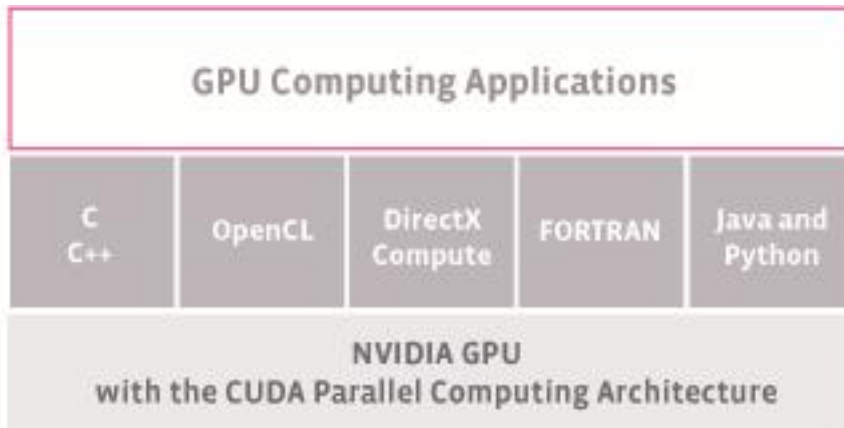 GPU Computing Applications
C
C++
OpenCL
DirectX
Compute
FORTRAN
Java and
Python
NVIDIA GPU
with the CUDA Parallel Computing Architecture